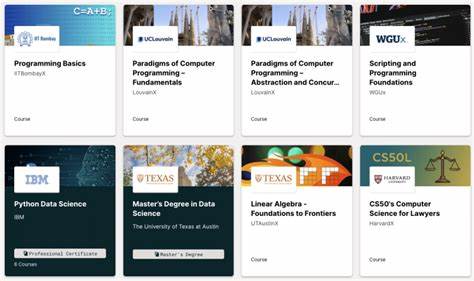 C=A+B;
IIT Bombay
Programming Basics
IITBombayX
Course
UCLouvain
Paradigms of Computer
Programming –
Fundamentals
LouvainX
Course
UCLouvain
Paradigms of Computer
Programming –
Abstraction and Concur...
LouvainX
Course
WGUx
Scripting and
Programming
Foundations
WGUx
Course
IBM
Python Data Science
IBM
Professional Certificate
8 Courses
TEXAS
Master's Degree in Data
Science
The University of Texas at Austin
Master's Degree
TEXAS
Linear Algebra -
Foundations to Frontiers
UTAustinX
Course
CS50L
HARVARD
UNIVERSITY
CS50's Computer
Science for Lawyers
HarvardX
Course